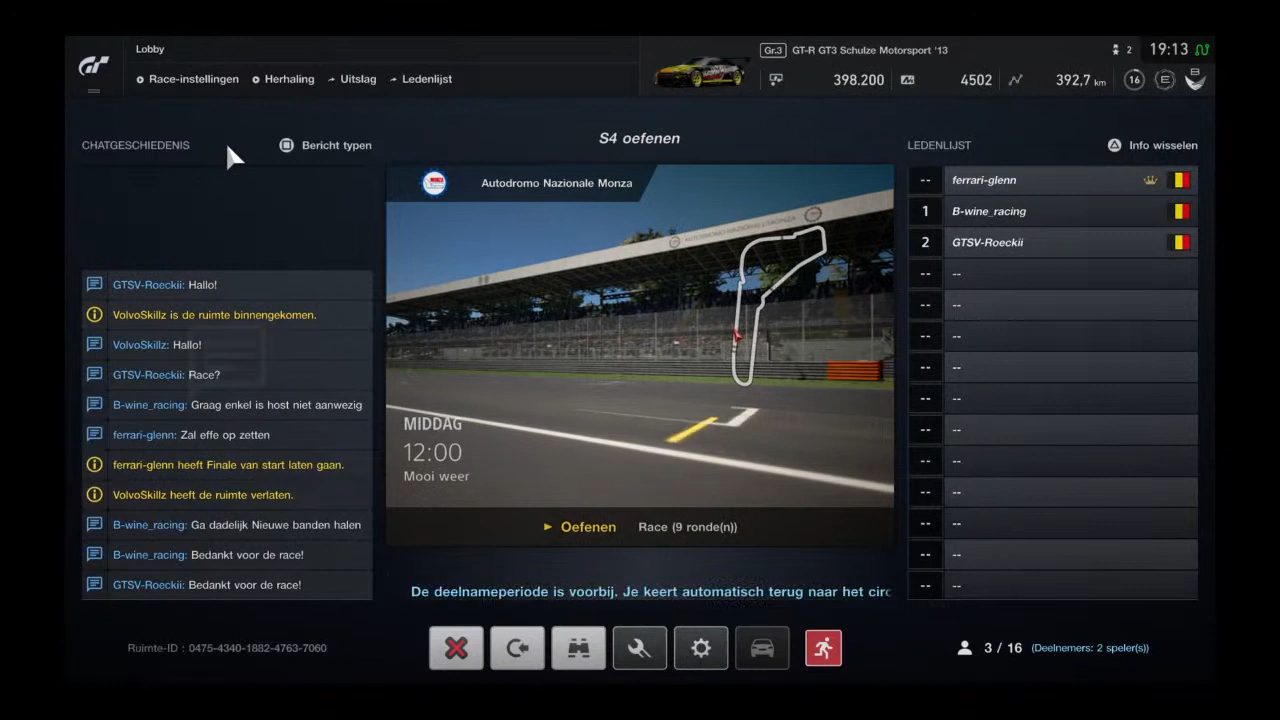 Lobby
Race-instellingen Herhaling Uitslag Ledenlijst
Gr.3 GT-R GT3 Schulze Motorsport '13
2 19:13
398.200 4502 392,7 km 16 E B
CHATGESCHIEDENIS Bericht typen
S4 oefenen
LEDENLIJST Info wisselen
Autodromo Nazionale Monza
AUTODROMO NAZIONALE MONZA
-- ferrari-glenn
1 B-wine_racing
2 GTSV-Roeckii
-- --
-- --
-- --
-- --
-- --
-- --
-- --
-- --
-- --
-- --
-- --
GTSV-Roeckii: Hallo!
VolvoSkillz is de ruimte binnengekomen.
VolvoSkillz: Hallo!
GTSV-Roeckii: Race?
B-wine_racing: Graag enkel is host niet aanwezig
ferrari-glenn: Zal effe op zetten
ferrari-glenn heeft Finale van start laten gaan.
VolvoSkillz heeft de ruimte verlaten.
B-wine_racing: Ga dadelijk Nieuwe banden halen
B-wine_racing: Bedankt voor de race!
GTSV-Roeckii: Bedankt voor de race!
MIDDAG
12:00
Mooi weer
Oefenen Race (9 ronde(n))
De deelnameperiode is voorbij. Je keert automatisch terug naar het circ
Ruimte-ID : 0475-4340-1882-4763-7060
3 / 16 (Deelnemers: 2 speler(s))